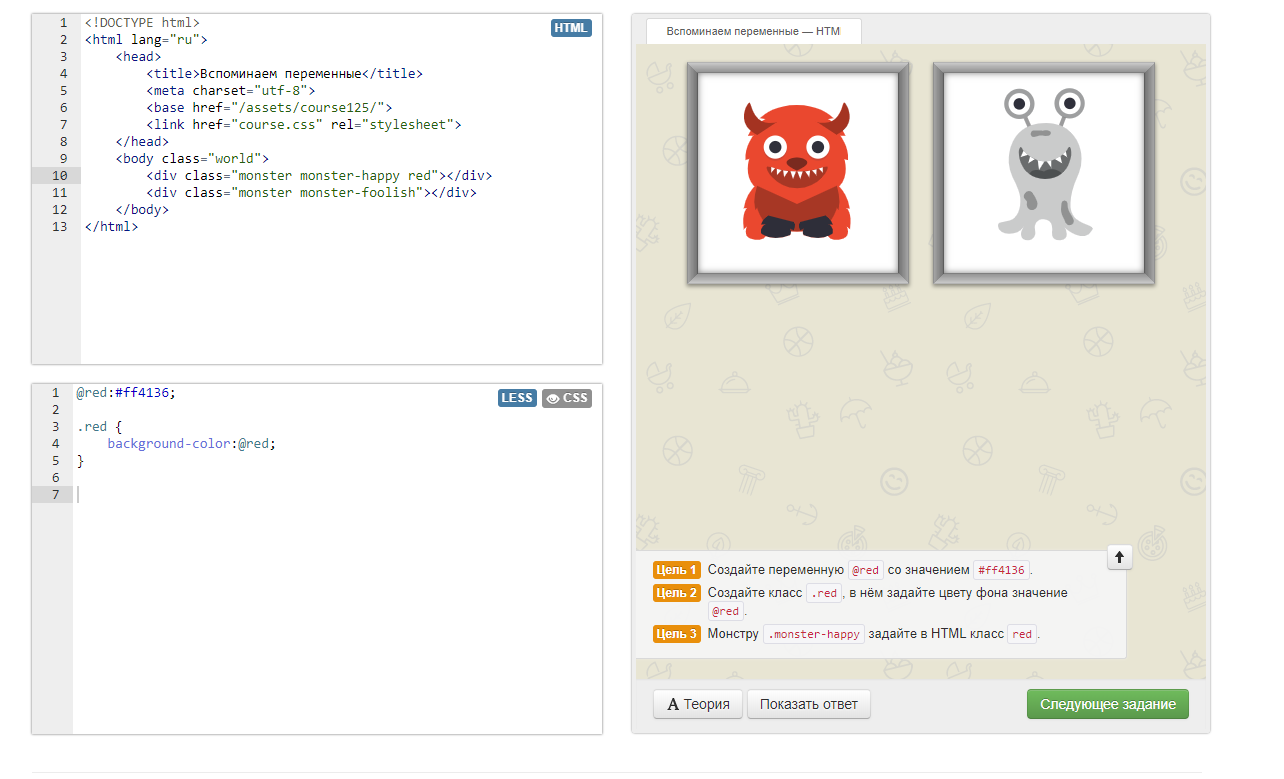 1 <!DOCTYPE html>
HTML
2 <html lang="ru">
3 <head>
4 <title>Вспоминаем переменные</title>
5 <meta charset="utf-8">
6 <base href="/assets/course125/">
7 <link href="course.css" rel="stylesheet">
8 </head>
9 <body class="world">
10 <div class="monster monster-happy red"></div>
11 <div class="monster monster-foolish"></div>
12 </body>
13 </html>
1 @red:#ff4136;
LESS CSS
2
3 .red {
4 background-color:@red;
5 }
6
7
Вспоминаем переменные — HTM
Цель 1 Создайте переменную @red со значением #ff4136.
Цель 2 Создайте класс .red, в нём задайте цвету фона значение
@red.
Цель 3 Монстру .monster-happy задайте в HTML класс red.
A Теория Показать ответ Следующее задание